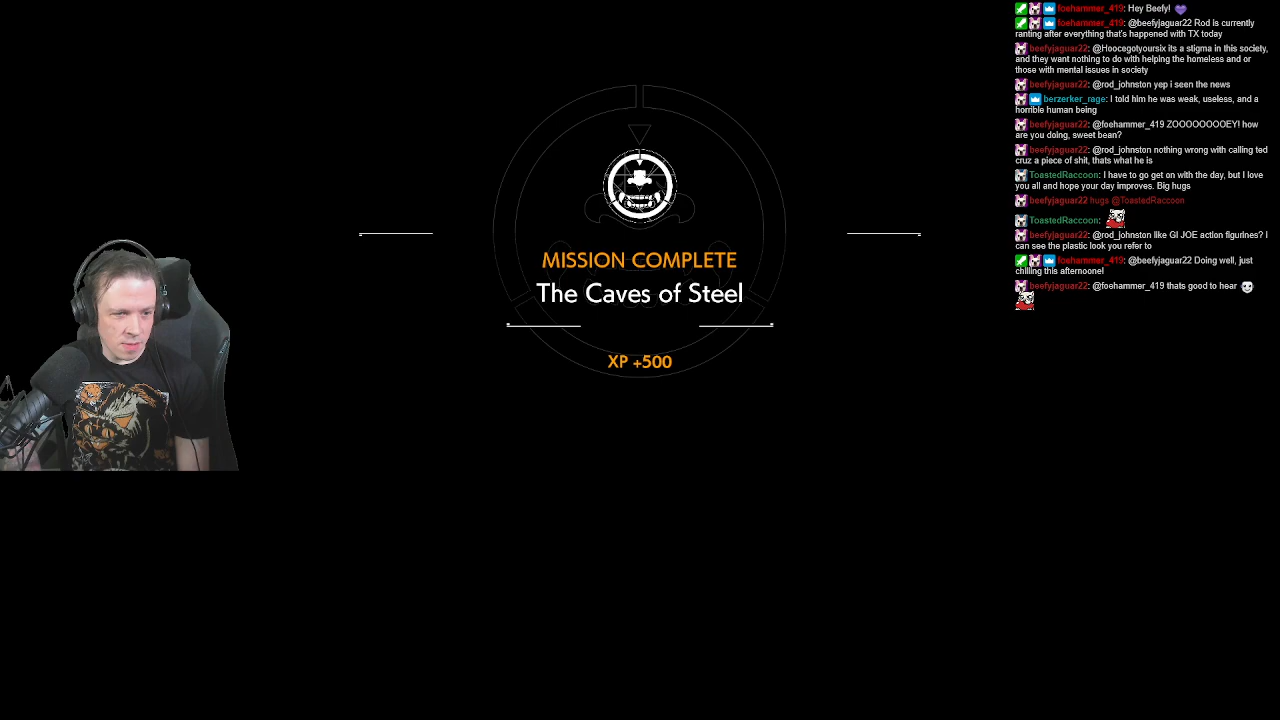 foehammer_419: Hey Beefy!
foehammer_419: @beefyjaguar22 Rod is currently
ranting after everything that's happened with TX today
beefyjaguar22: @Hoocegotyoursix its a stigma in this society,
and they want nothing to do with helping the homeless and or
those with mental issues in society
beefyjaguar22: @rod_johnston yep i seen the news
berzerker_rage: I told him he was weak, useless, and a
horrible human being
beefyjaguar22: @foehammer_419 ZOOOOOOOEY! how
are you doing, sweet bean?
beefyjaguar22: @rod_johnston nothing wrong with calling ted
cruz a piece of shit, thats what he is
ToastedRaccoon: I have to go get on with the day, but I love
you all and hope your day improves. Big hugs
beefyjaguar22 hugs @ToastedRaccoon
ToastedRaccoon:
beefyjaguar22: @rod_johnston like GI JOE action figurines? I
can see the plastic look you refer to
foehammer_419: @beefyjaguar22 Doing well, just
chilling this afternoone!
beefyjaguar22: @foehammer_419 thats good to hear
MISSION COMPLETE
The Caves of Steel
XP +500